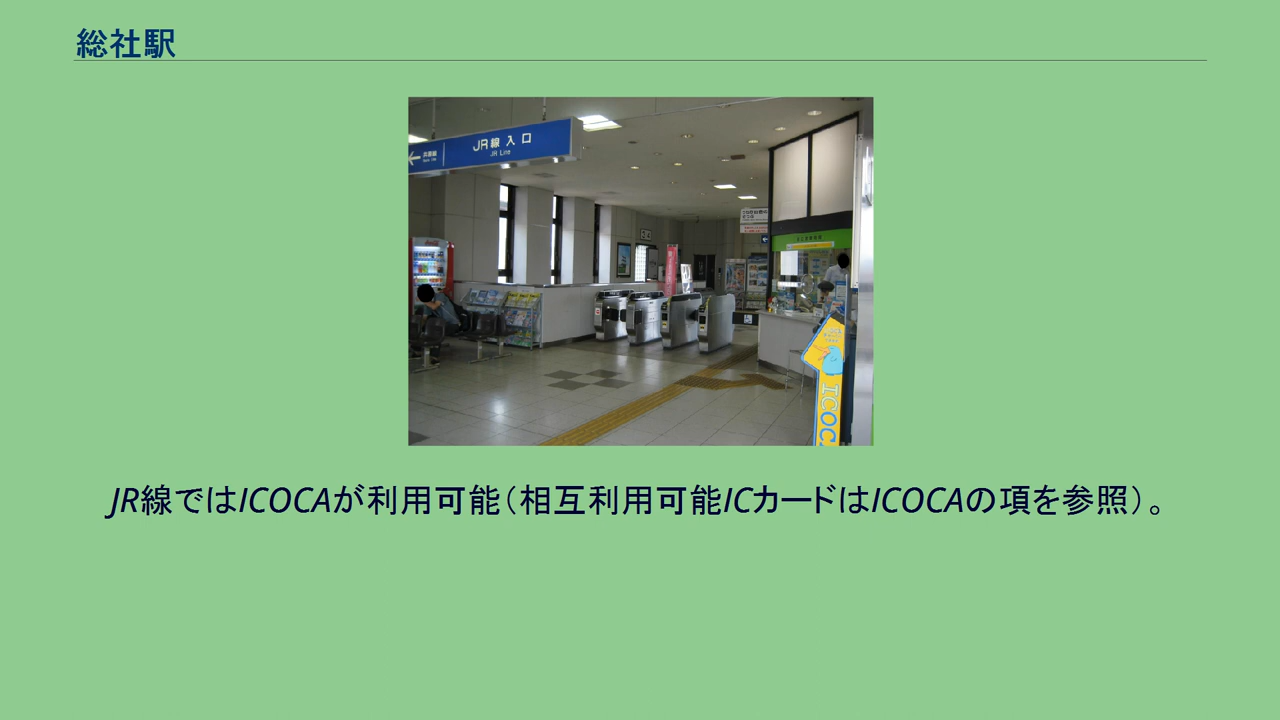 総社駅
JR線 入口
JR Line
ICOCA
JR線ではICOCAが利用可能（相互利用可能ICカードはICOCAの項を参照）。